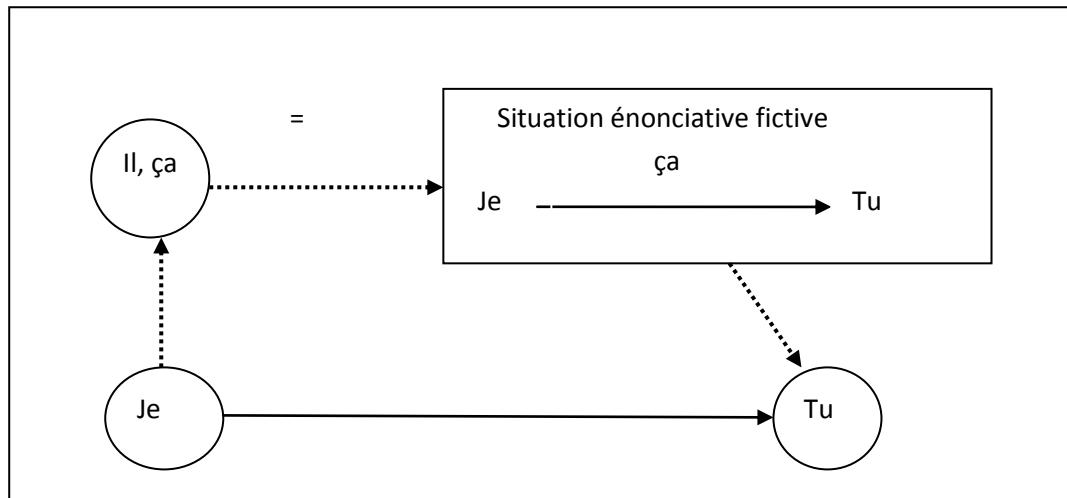 = Situation énonciative fictive
Il, ça ça
Je Tu
Je Tu